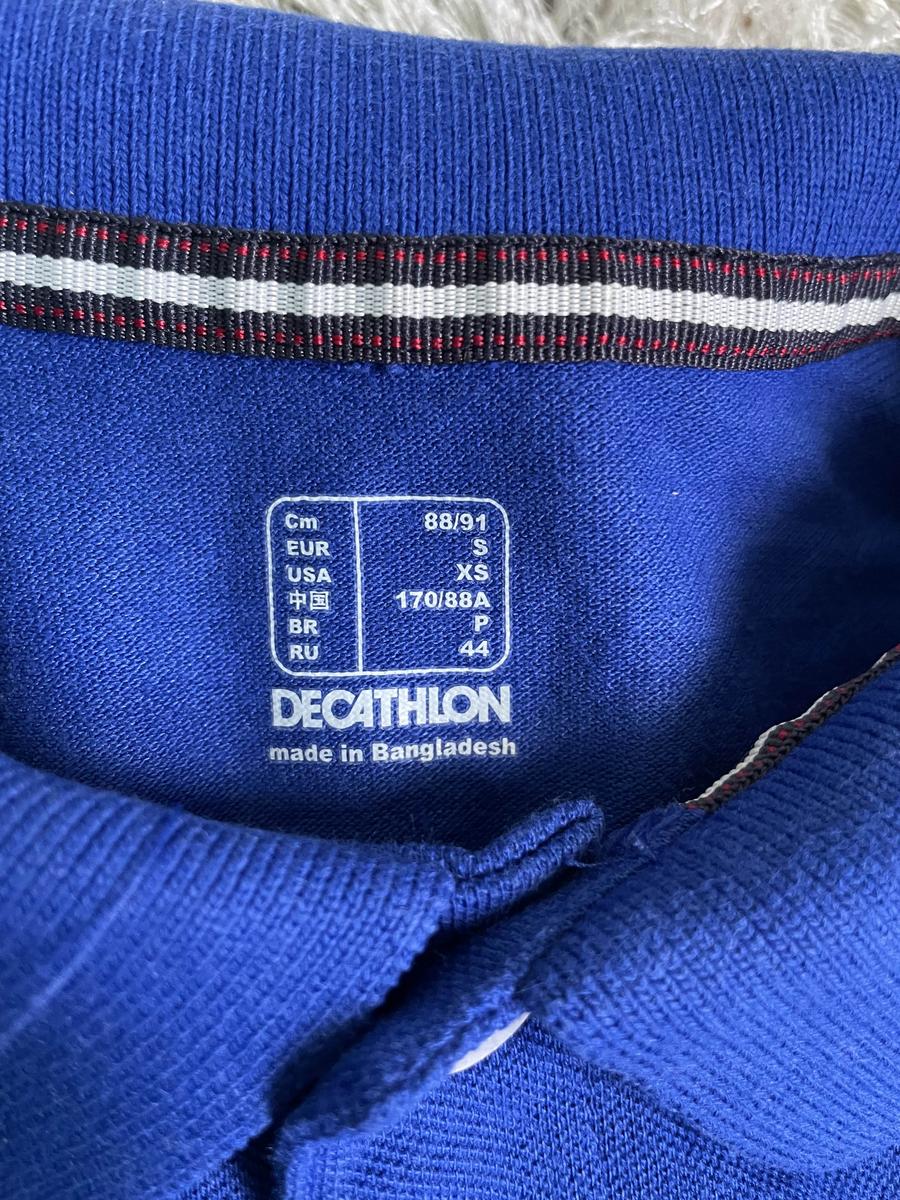 Cm 88/91
EUR S
USA XS
中国 170/88A
BR P
RU 44
DECATHLON
made in Bangladesh